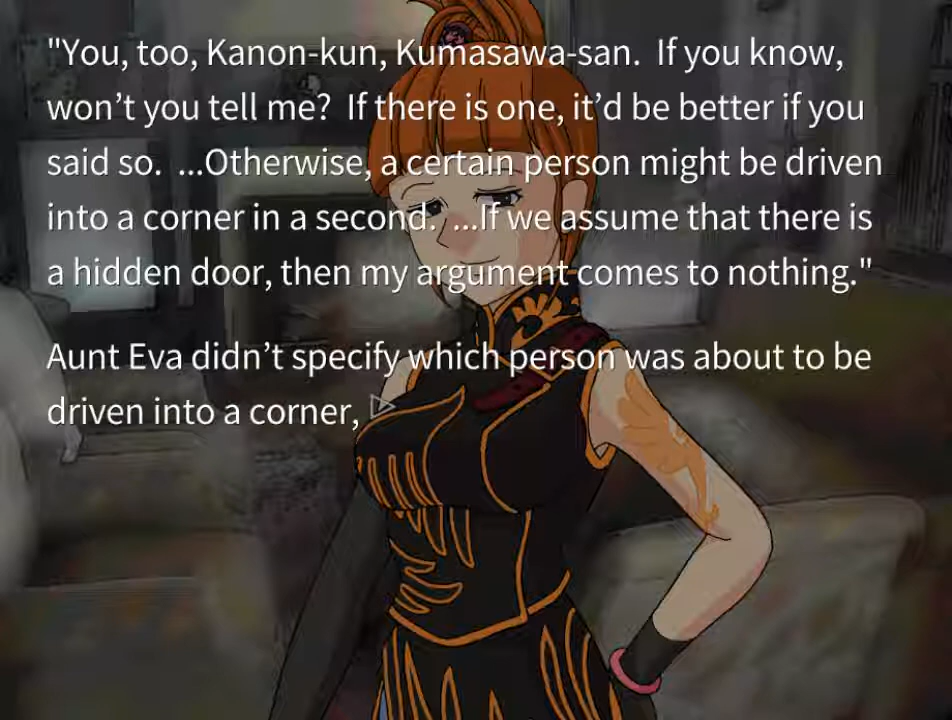 "You, too, Kanon-kun, Kumasawa-san.  If you know,
won’t you tell me?  If there is one, it’d be better if you
said so.  ...Otherwise, a certain person might be driven
into a corner in a second.  ...If we assume that there is
a hidden door, then my argument comes to nothing."
Aunt Eva didn’t specify which person was about to be
driven into a corner,